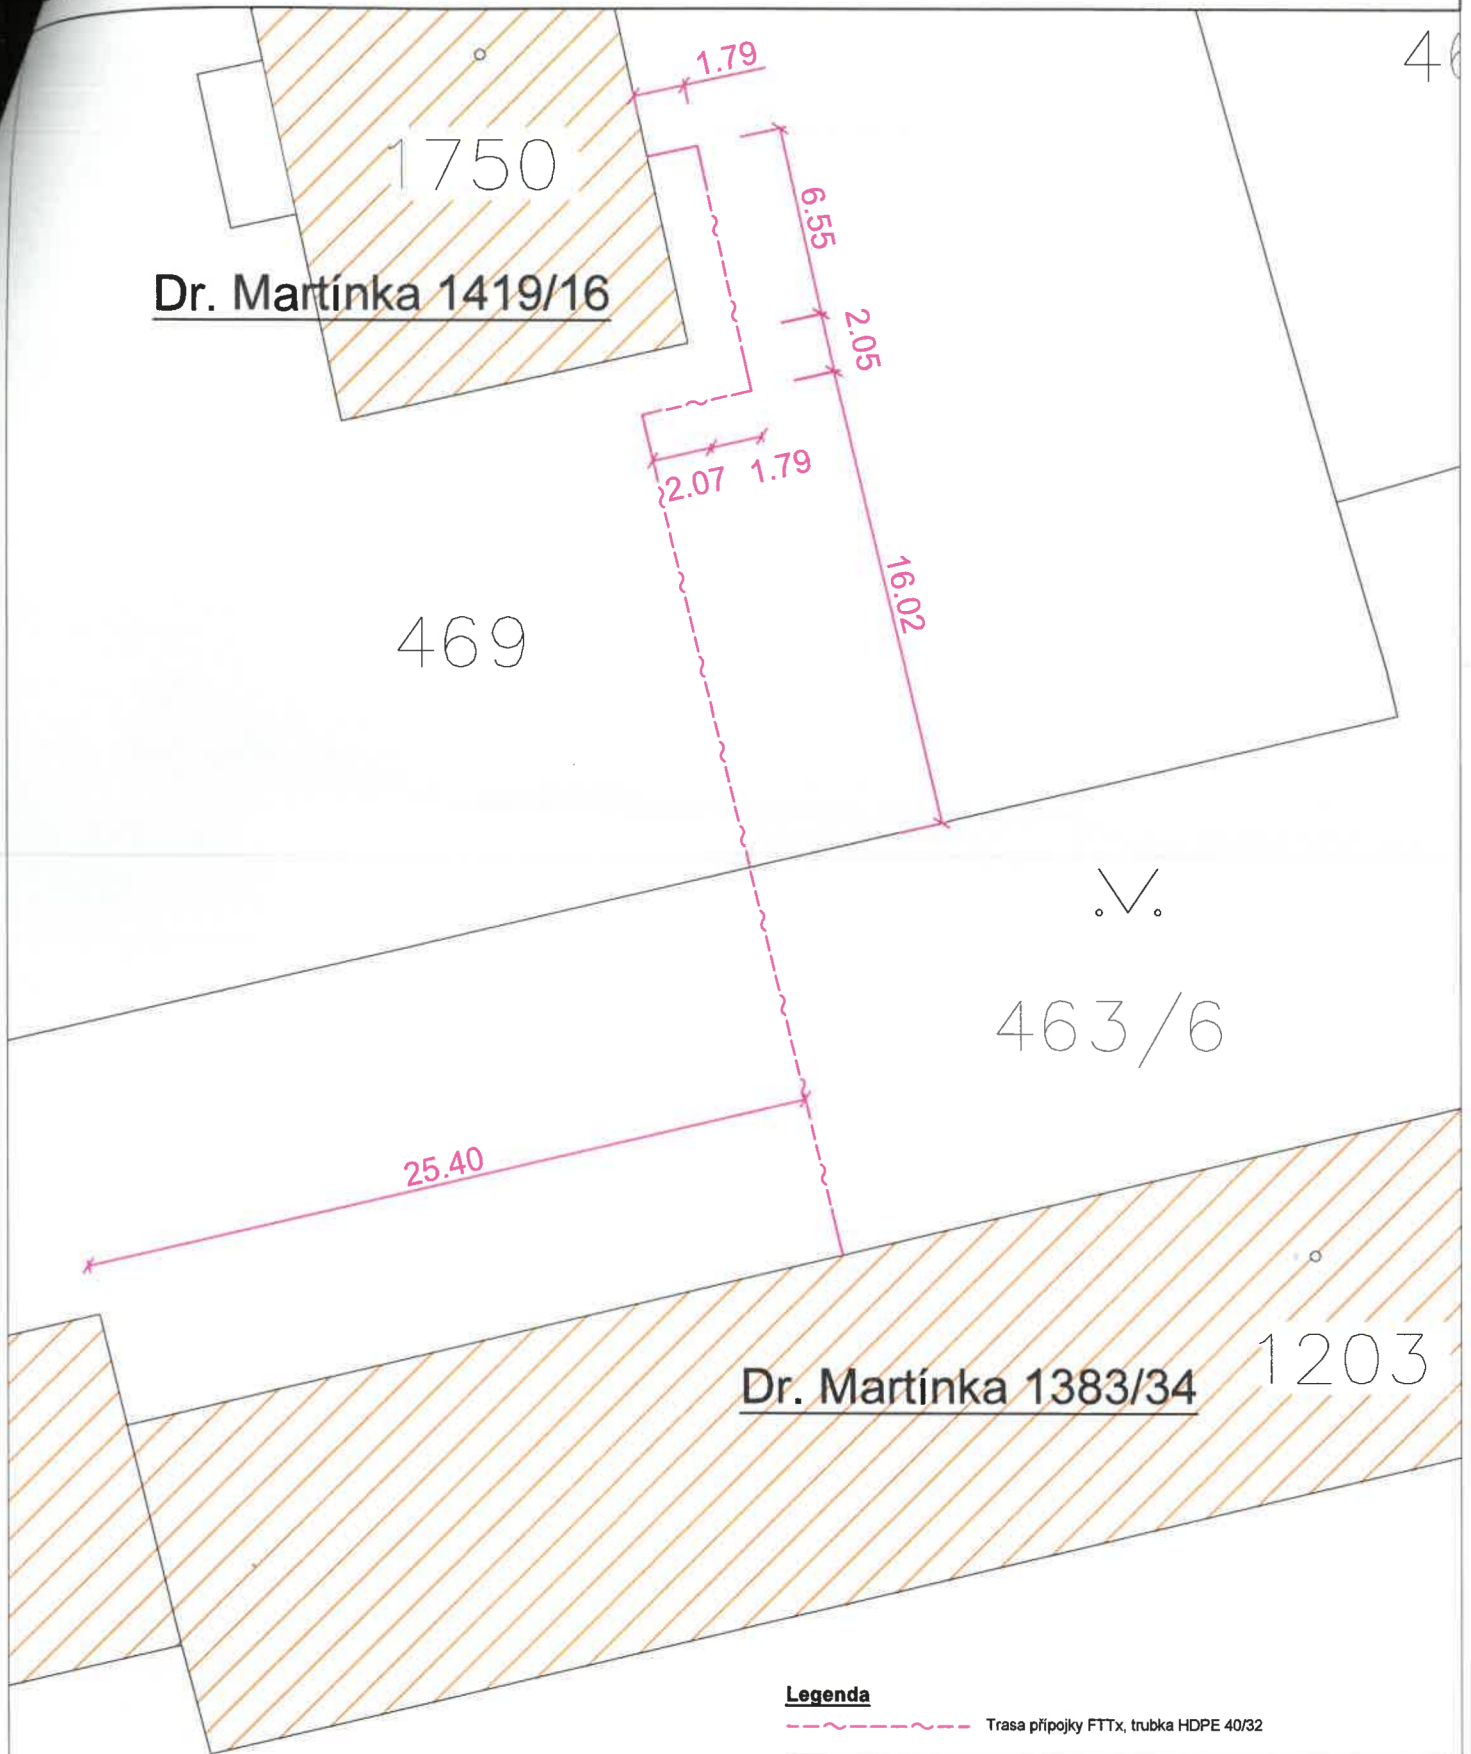 1.79
1750
6.55
Dr. Martínka 1419/16
2.05
2.07 1.79
16.02
469
463/6
25.40
1203
Dr. Martínka 1383/34
Legenda
Trasa přípojky FTTx, trubka HDPE 40/32